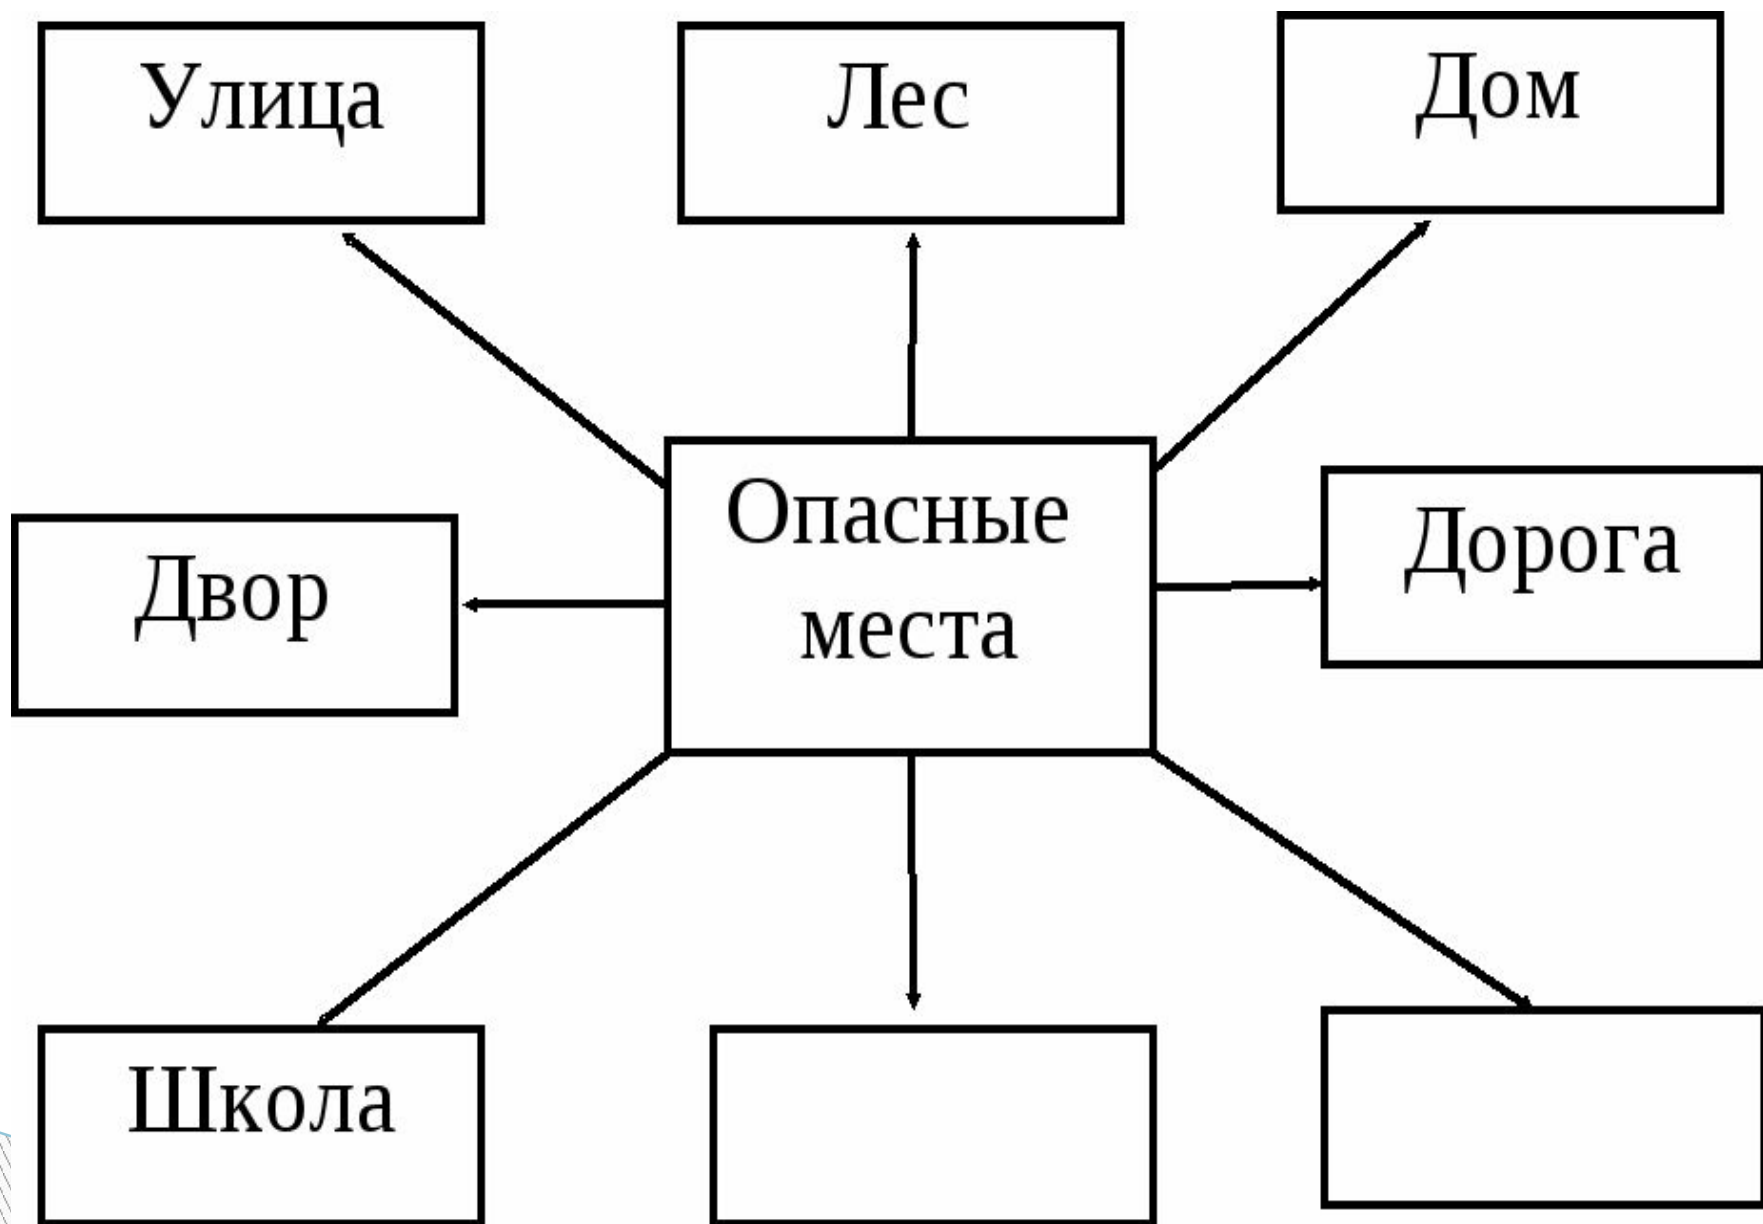 Улица
Лес
Дом
Опасные
места
Двор
Дорога
Школа